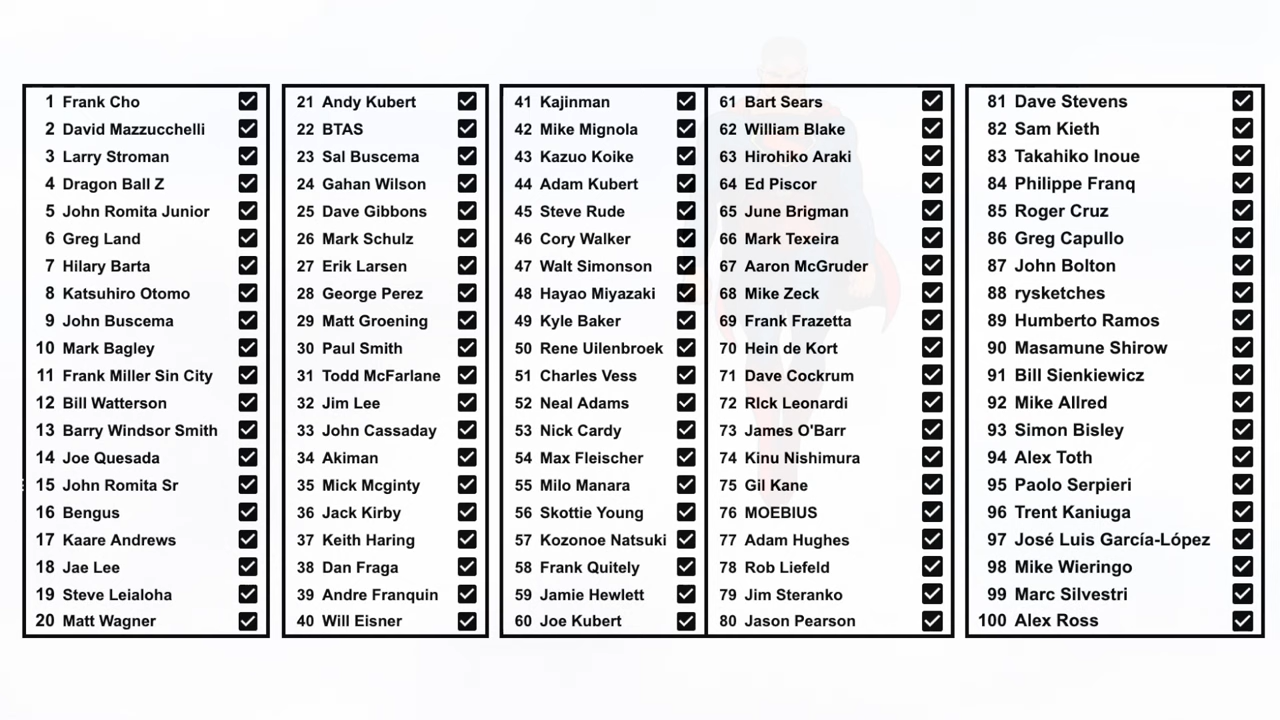 1 Frank Cho
2 David Mazzucchelli
3 Larry Stroman
4 Dragon Ball Z
5 John Romita Junior
6 Greg Land
7 Hilary Barta
8 Katsuhiro Otomo
9 John Buscema
10 Mark Bagley
11 Frank Miller Sin City
12 Bill Watterson
13 Barry Windsor Smith
14 Joe Quesada
15 John Romita Sr
16 Bengus
17 Kaare Andrews
18 Jae Lee
19 Steve Leialoha
20 Matt Wagner
21 Andy Kubert
22 BTAS
23 Sal Buscema
24 Gahan Wilson
25 Dave Gibbons
26 Mark Schulz
27 Erik Larsen
28 George Perez
29 Matt Groening
30 Paul Smith
31 Todd McFarlane
32 Jim Lee
33 John Cassaday
34 Akiman
35 Mick Mcginty
36 Jack Kirby
37 Keith Haring
38 Dan Fraga
39 Andre Franquin
40 Will Eisner
41 Kajinman
42 Mike Mignola
43 Kazuo Koike
44 Adam Kubert
45 Steve Rude
46 Cory Walker
47 Walt Simonson
48 Hayao Miyazaki
49 Kyle Baker
50 Rene Uilenbroek
51 Charles Vess
52 Neal Adams
53 Nick Cardy
54 Max Fleischer
55 Milo Manara
56 Skottie Young
57 Kozonoe Natsuki
58 Frank Quitely
59 Jamie Hewlett
60 Joe Kubert
61 Bart Sears
62 William Blake
63 Hirohiko Araki
64 Ed Piscor
65 June Brigman
66 Mark Texeira
67 Aaron McGruder
68 Mike Zeck
69 Frank Frazetta
70 Hein de Kort
71 Dave Cockrum
72 RIck Leonardi
73 James O'Barr
74 Kinu Nishimura
75 Gil Kane
76 MOEBIUS
77 Adam Hughes
78 Rob Liefeld
79 Jim Steranko
80 Jason Pearson
81 Dave Stevens
82 Sam Kieth
83 Takahiko Inoue
84 Philippe Franq
85 Roger Cruz
86 Greg Capullo
87 John Bolton
88 rysketches
89 Humberto Ramos
90 Masamune Shirow
91 Bill Sienkiewicz
92 Mike Allred
93 Simon Bisley
94 Alex Toth
95 Paolo Serpieri
96 Trent Kaniuga
97 José Luis García-López
98 Mike Wieringo
99 Marc Silvestri
100 Alex Ross